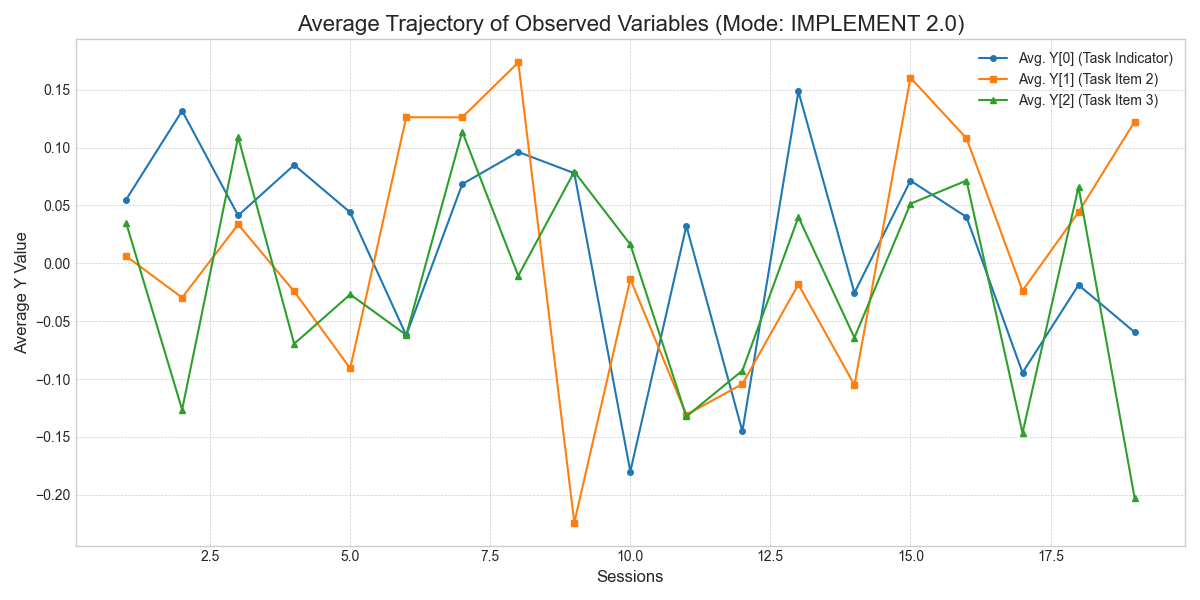 Average Trajectory of Observed Variables (Mode: IMPLEMENT 2.0)
Avg. Y[0] (Task Indicator)
Avg. Y[1] (Task Item 2)
Avg. Y[2] (Task Item 3)
Average Y Value
0.15
0.10
0.05
0.00
−0.05
−0.10
−0.15
−0.20
2.5 5.0 7.5 10.0 12.5 15.0 17.5
Sessions